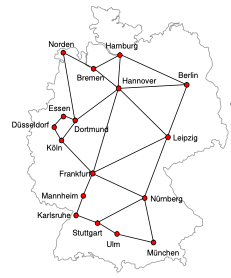 Norden
Hamburg
Bremen
Hannover
Berlin
Essen
Düsseldorf
Dortmund
Köln
Leipzig
Frankfurt
Mannheim
Nürnberg
Karlsruhe
Stuttgart
Ulm
München